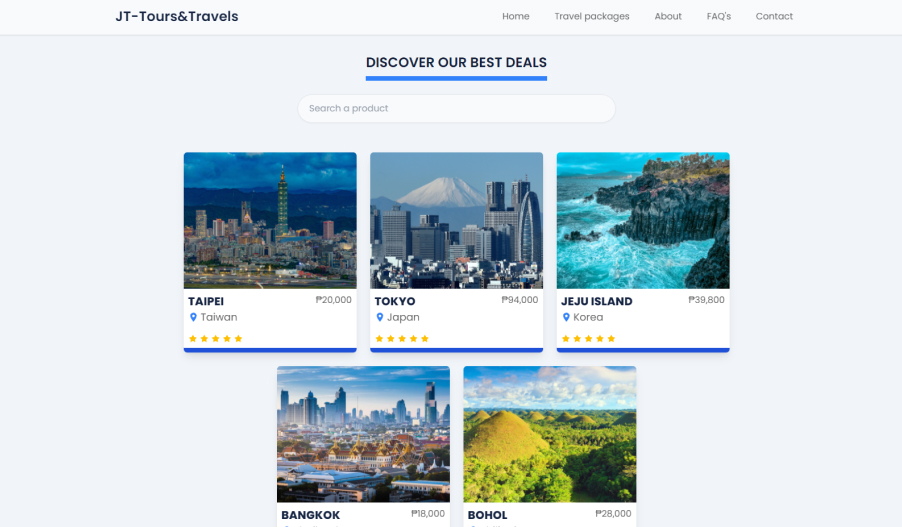 JT-Tours&Travels
Home Travel packages About FAQ's Contact
DISCOVER OUR BEST DEALS
Search a product
TAIPEI ₱20,000
Taiwan
TOKYO ₱94,000
Japan
JEJU ISLAND ₱39,800
Korea
BANGKOK ₱18,000
BOHOL ₱28,000